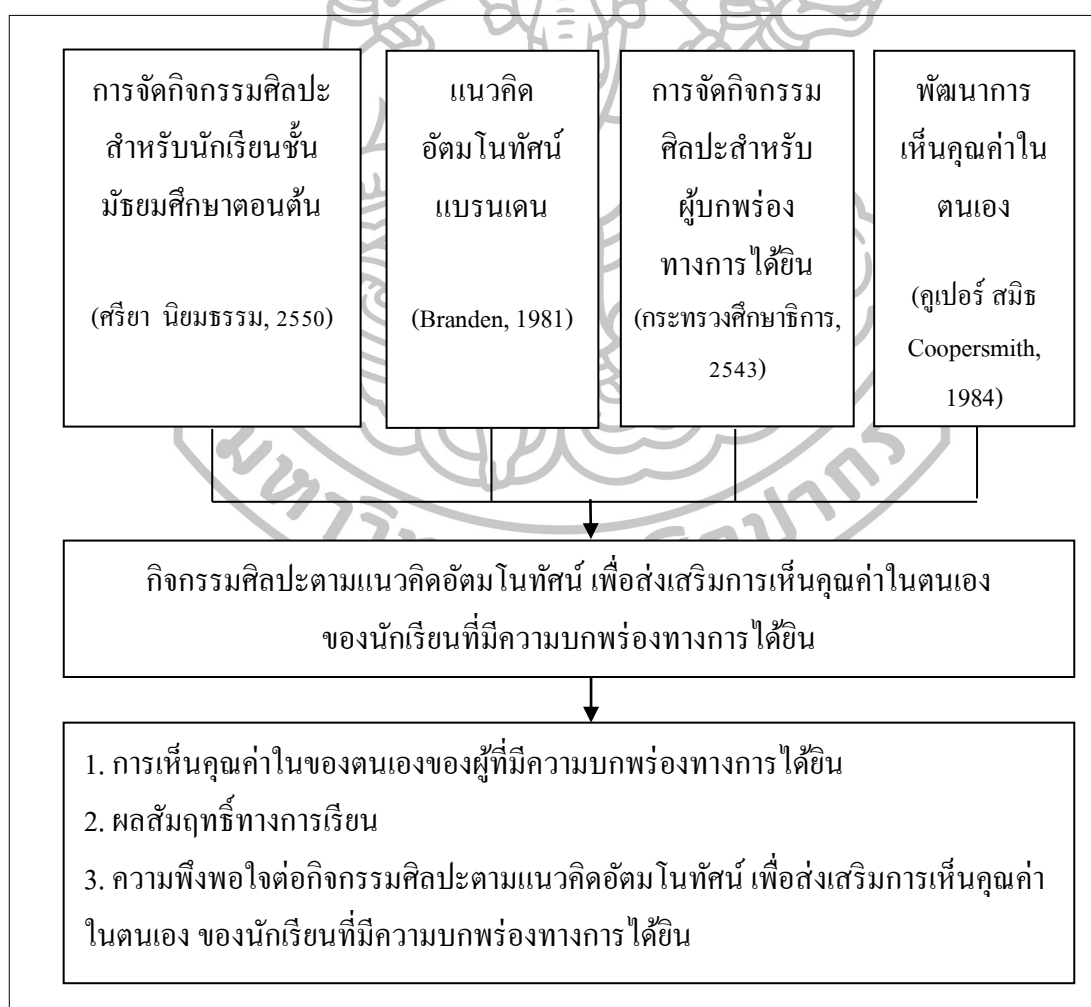 การจัดกิจกรรมศิลปะ
สำหรับนักเรียนชั้น
มัธยมศึกษาตอนต้น
(ศรียา นิยมธรรม, 2550)
แนวคิด
อัตมโนทัศน์
แบรนเดน
(Branden, 1981)
การจัดกิจกรรม
ศิลปะสำหรับ
ผู้บกพร่อง
ทางการได้ยิน
(กระทรวงศึกษาธิการ,
2543)
พัฒนาการ
เห็นคุณค่าใน
ตนเอง
(คูเปอร์ สมิธ
Coopersmith,
1984)
กิจกรรมศิลปะตามแนวคิดอัตมโนทัศน์ เพื่อส่งเสริมการเห็นคุณค่าในตนเอง
ของนักเรียนที่มีความบกพร่องทางการได้ยิน
1. การเห็นคุณค่าในของตนเองของผู้ที่มีความบกพร่องทางการได้ยิน
2. ผลสัมฤทธิ์ทางการเรียน
3. ความพึงพอใจต่อกิจกรรมศิลปะตามแนวคิดอัตมโนทัศน์ เพื่อส่งเสริมการเห็นคุณค่า
ในตนเอง ของนักเรียนที่มีความบกพร่องทางการได้ยิน